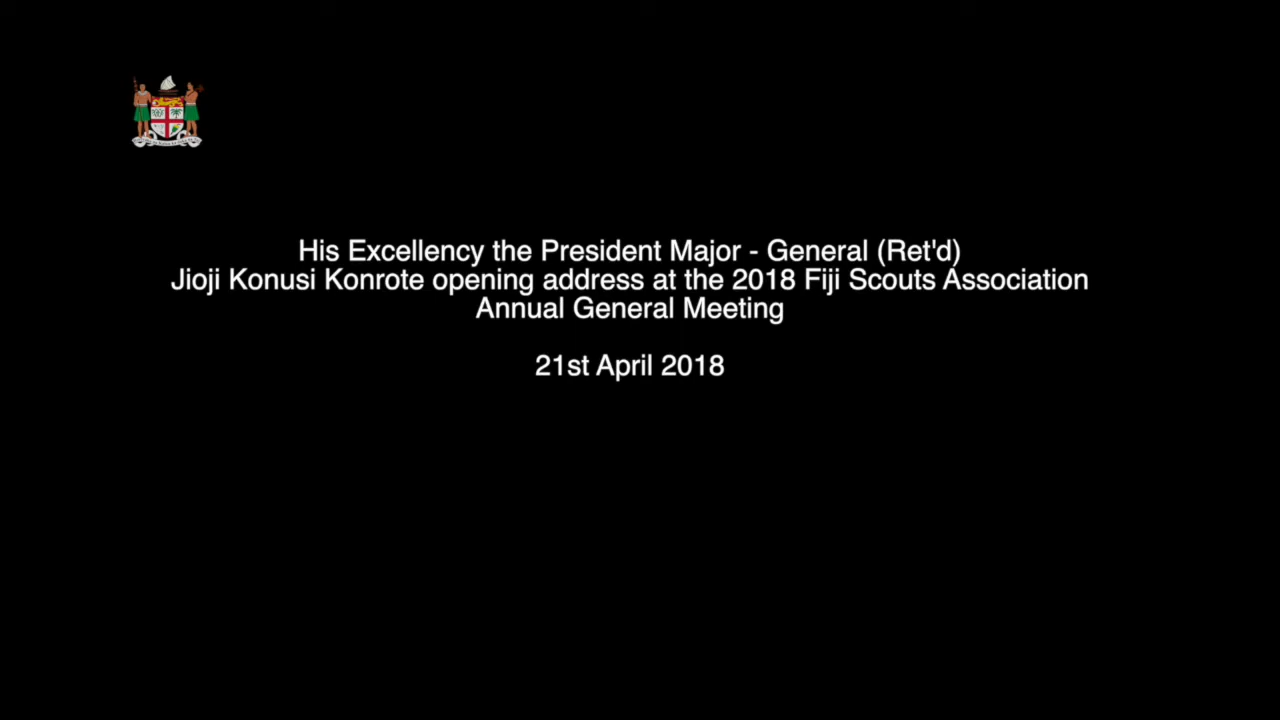 His Excellency the President Major - General (Ret'd)
Jioji Konusi Konrote opening address at the 2018 Fiji Scouts Association
Annual General Meeting
21st April 2018